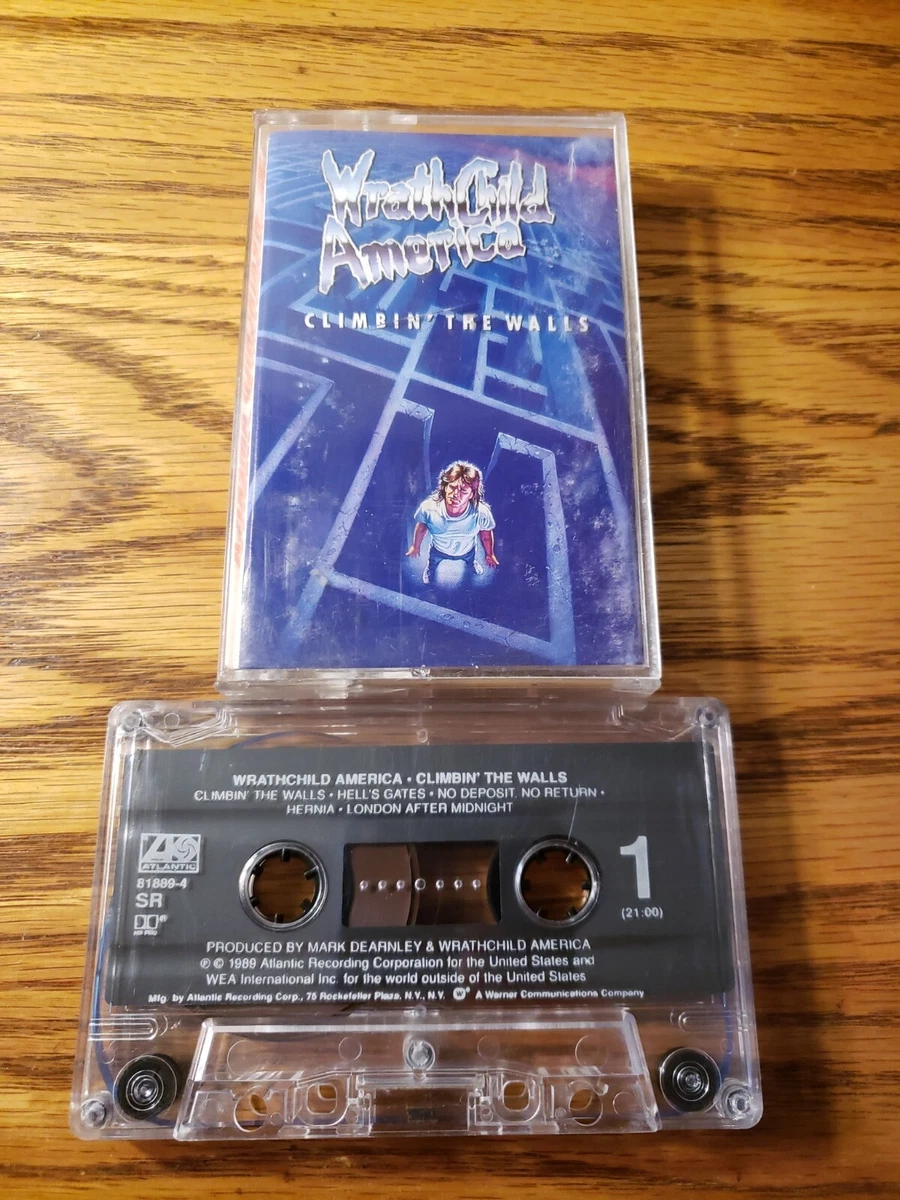 WrathChild
America
CLIMBIN' THE WALLS
WRATHCHILD AMERICA • CLIMBIN' THE WALLS
CLIMBIN' THE WALLS • HELL'S GATES • NO DEPOSIT, NO RETURN •
HERNIA • LONDON AFTER MIDNIGHT
ATLANTIC
81889-4
SR
HX PRO
1
(21:00)
PRODUCED BY MARK DEARNLEY & WRATHCHILD AMERICA
℗ © 1989 Atlantic Recording Corporation for the United States and
WEA International Inc. for the world outside of the United States
Mfg. by Atlantic Recording Corp., 75 Rockefeller Plaza, N.Y., N.Y. W® A Warner Communications Company